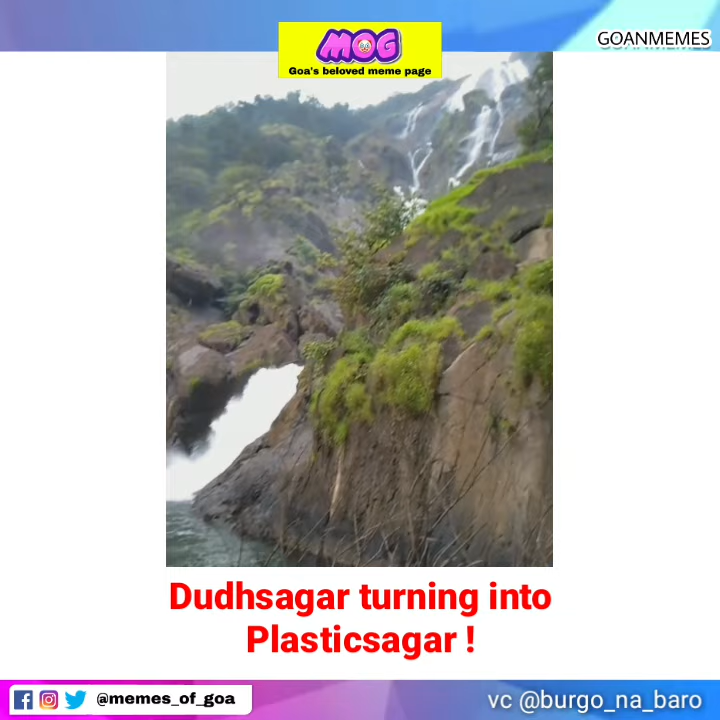 MOG
Goa's beloved meme page
GOANMEMES
Dudhsagar turning into
Plasticsagar !
@memes_of_goa
vc @burgo_na_baro